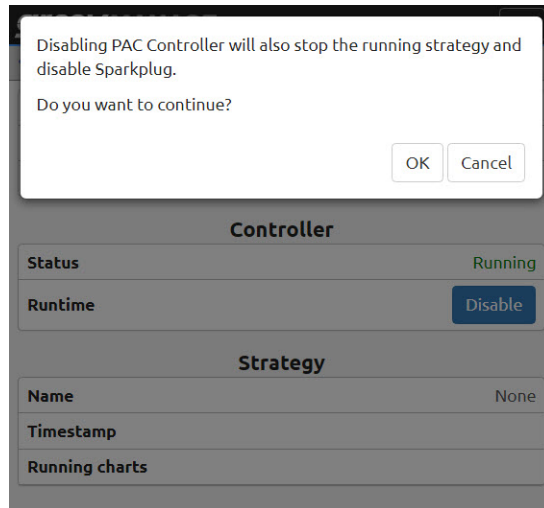 Disabling PAC Controller will also stop the running strategy and
disable Sparkplug.
Do you want to continue?
OK Cancel
Controller
Status Running
Runtime Disable
Strategy
Name None
Timestamp
Running charts